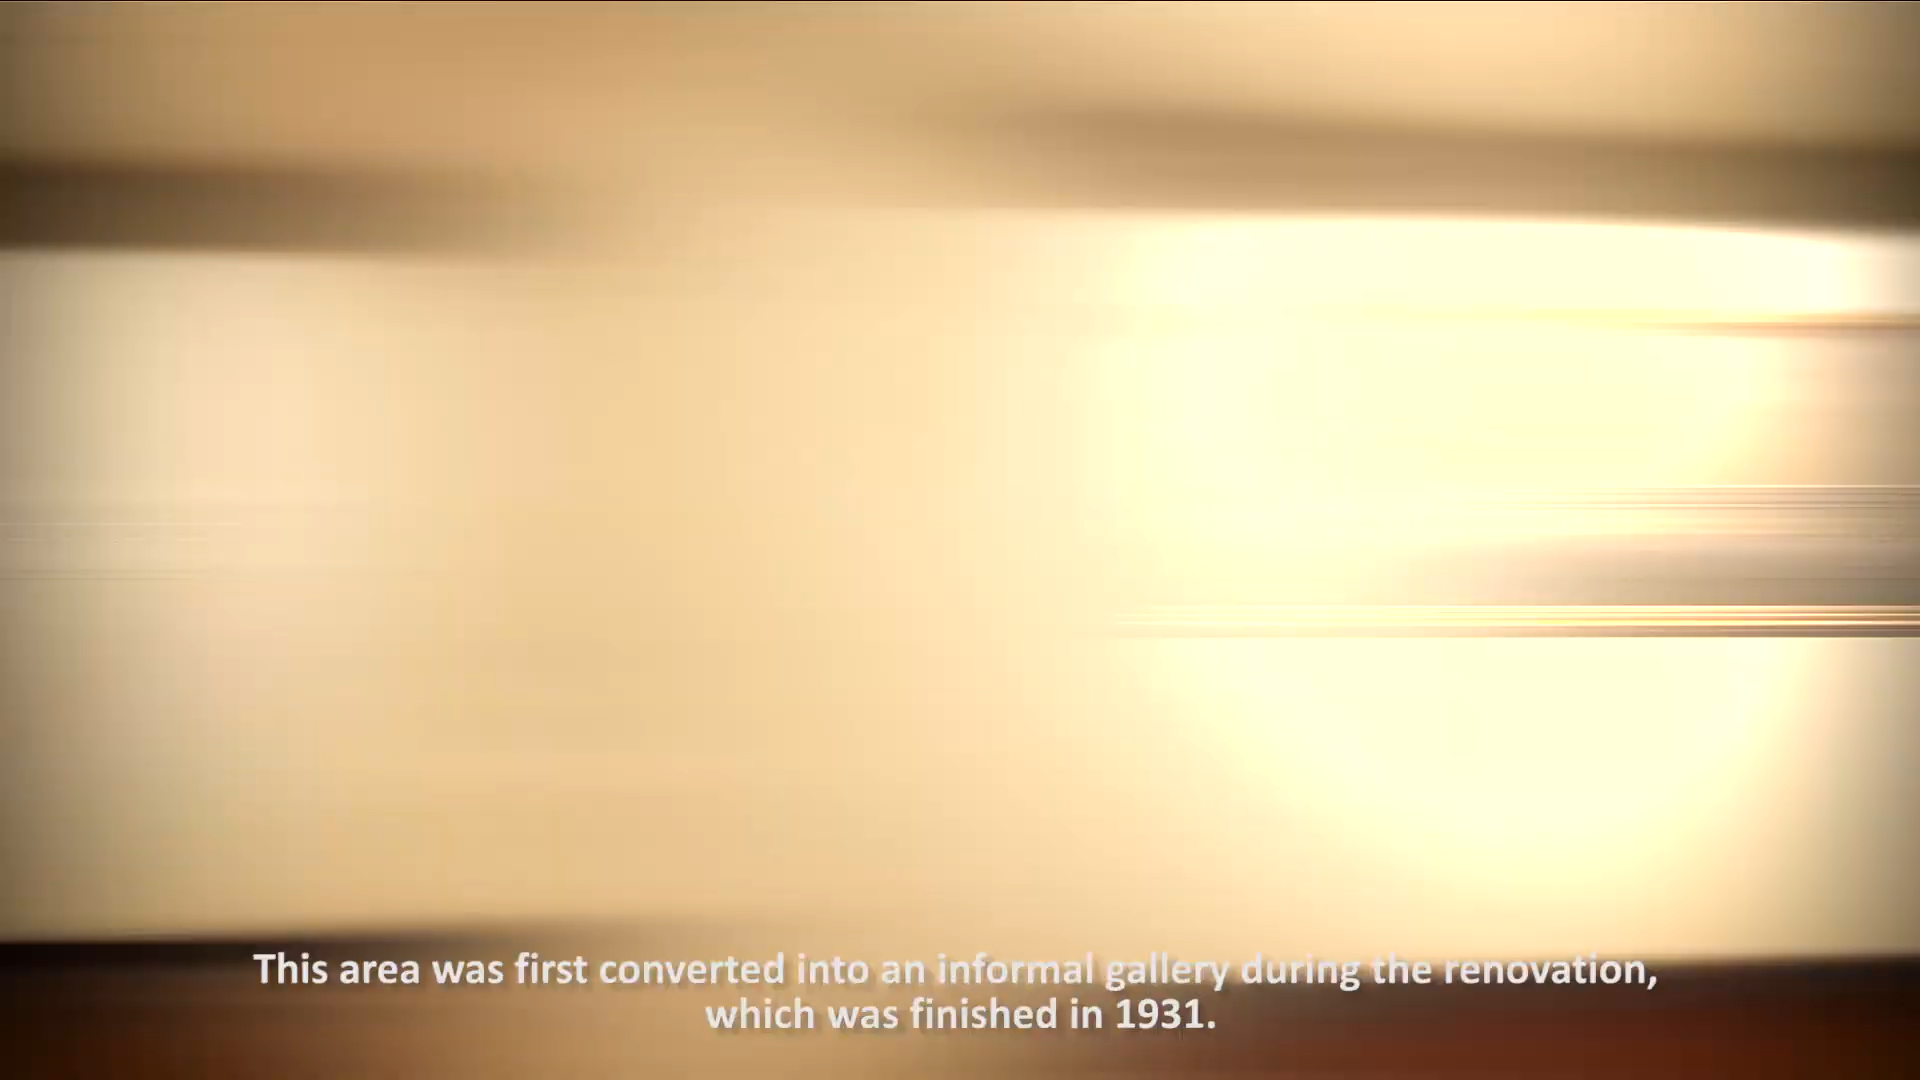 This area was first converted into an informal gallery during the renovation,
which was finished in 1931.